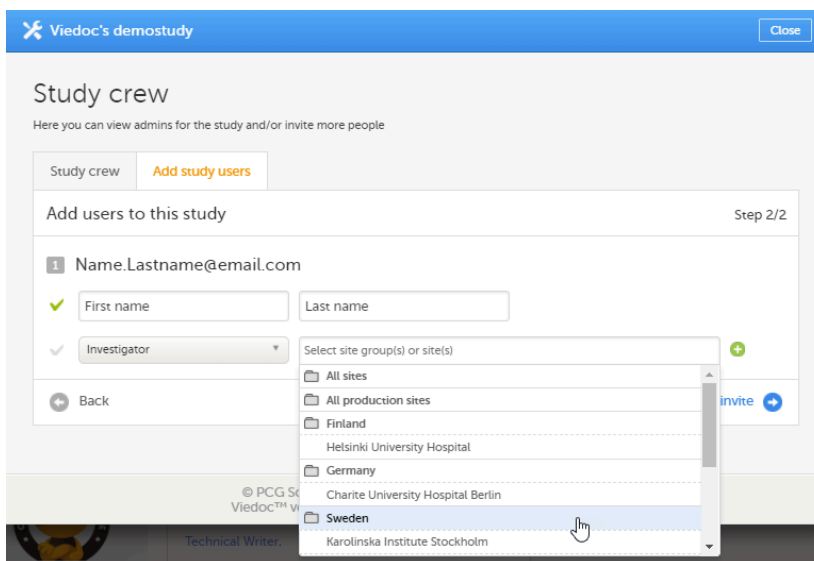 Viedoc's demostudy
Close
Study crew
Here you can view admins for the study and/or invite more people
Study crew
Add study users
Add users to this study
Step 2/2
1
Name.Lastname@email.com
First name
Last name
Investigator
Select site group(s) or site(s)
All sites
All production sites
Finland
Helsinki University Hospital
Germany
Charite University Hospital Berlin
Sweden
Karolinska Institute Stockholm
Back
invite
© PCG
Viedoc™
Technical Writer.